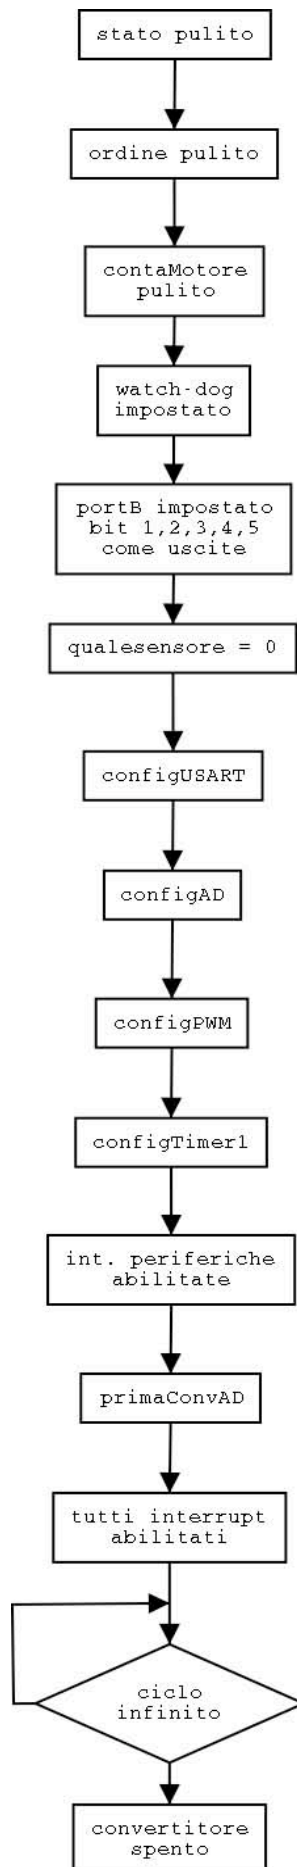 stato pulito
ordine pulito
contaMotore
pulito
watch-dog
impostato
portB impostato
bit 1,2,3,4,5
come uscite
qualesensore = 0
configUSART
configAD
configPWM
configTimer1
int. periferiche
abilitate
primaConvAD
tutti interrupt
abilitati
ciclo
infinito
convertitore
spento